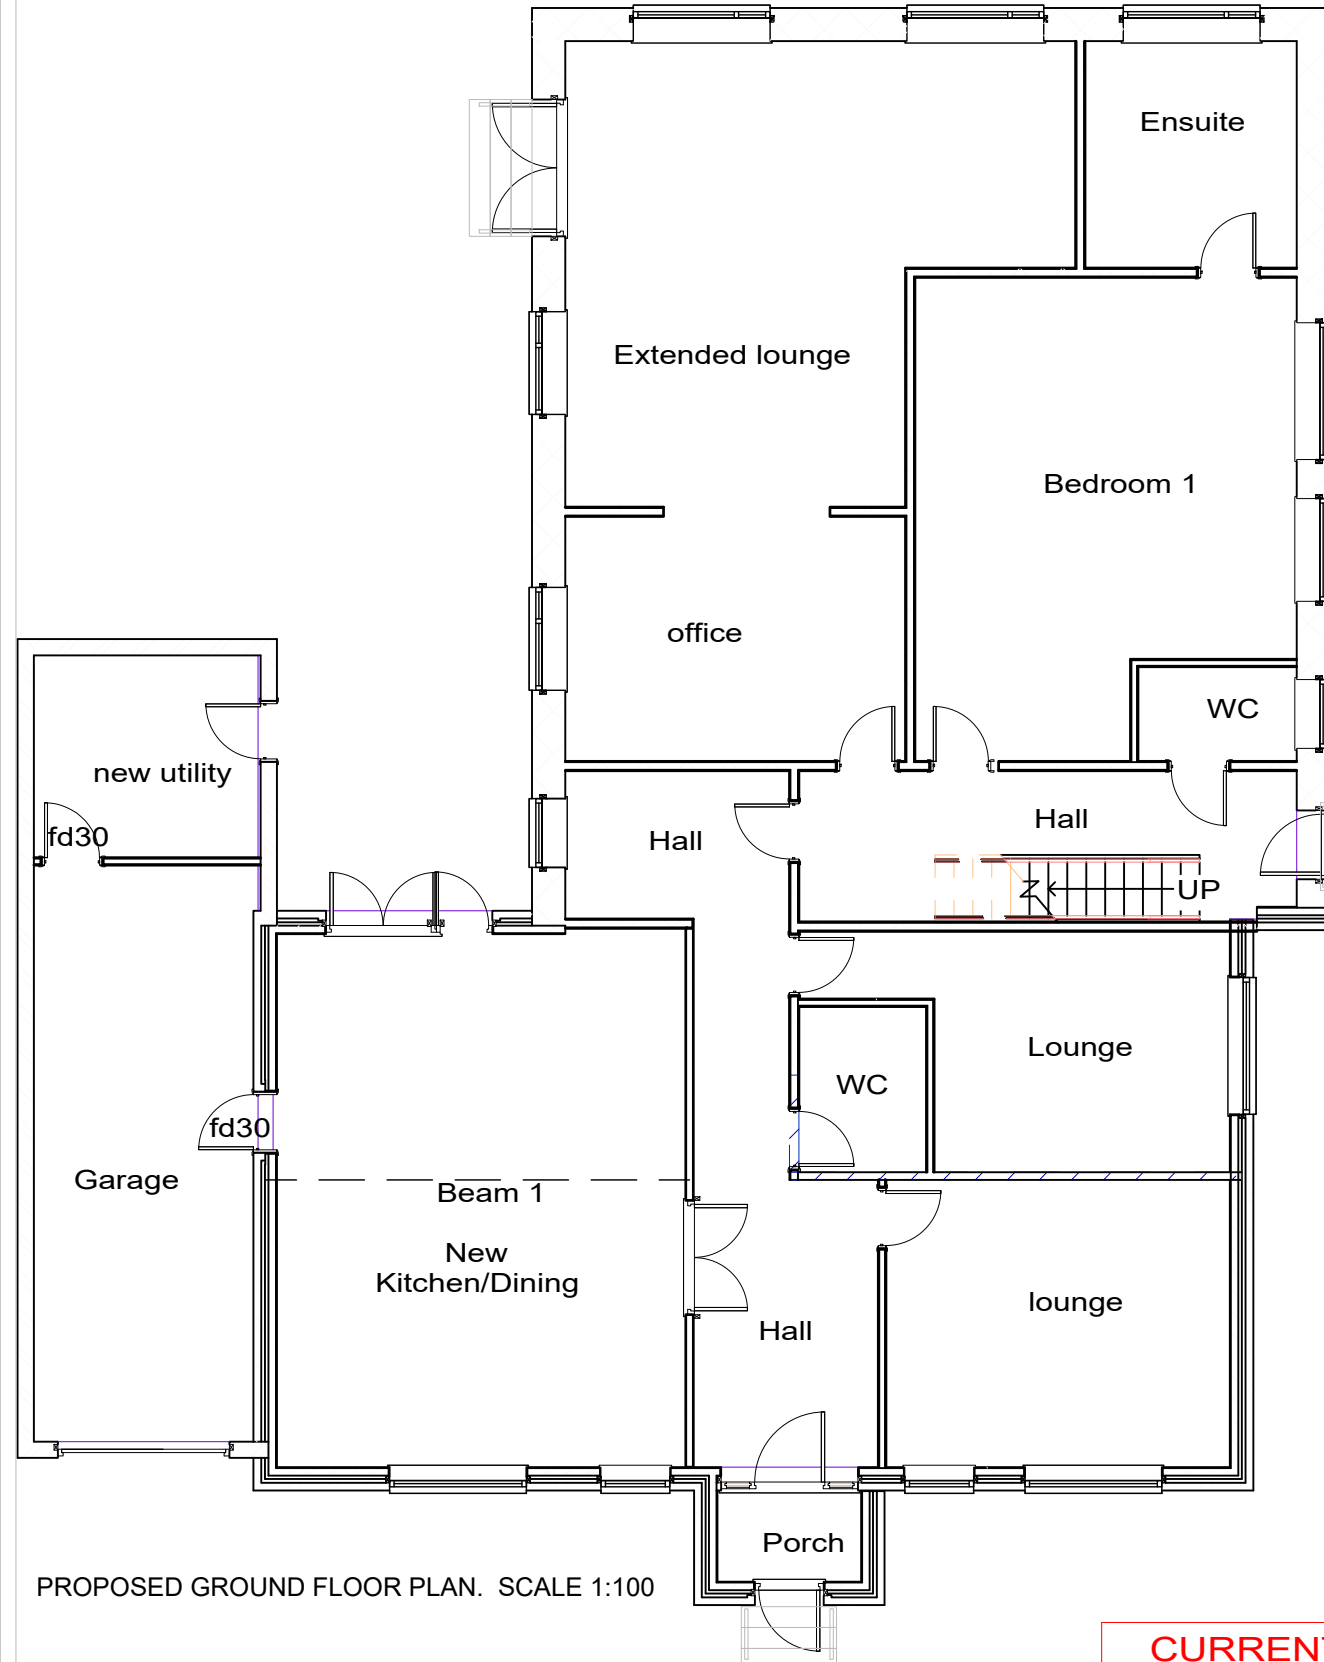 Ensuite
Extended lounge
Bedroom 1
office
WC
new utility
Hall
Hall
fd30
UP
Lounge
WC
fd30
Garage
Beam 1
New
Kitchen/Dining
lounge
Hall
Porch
PROPOSED GROUND FLOOR PLAN. SCALE 1:100
CURRENT